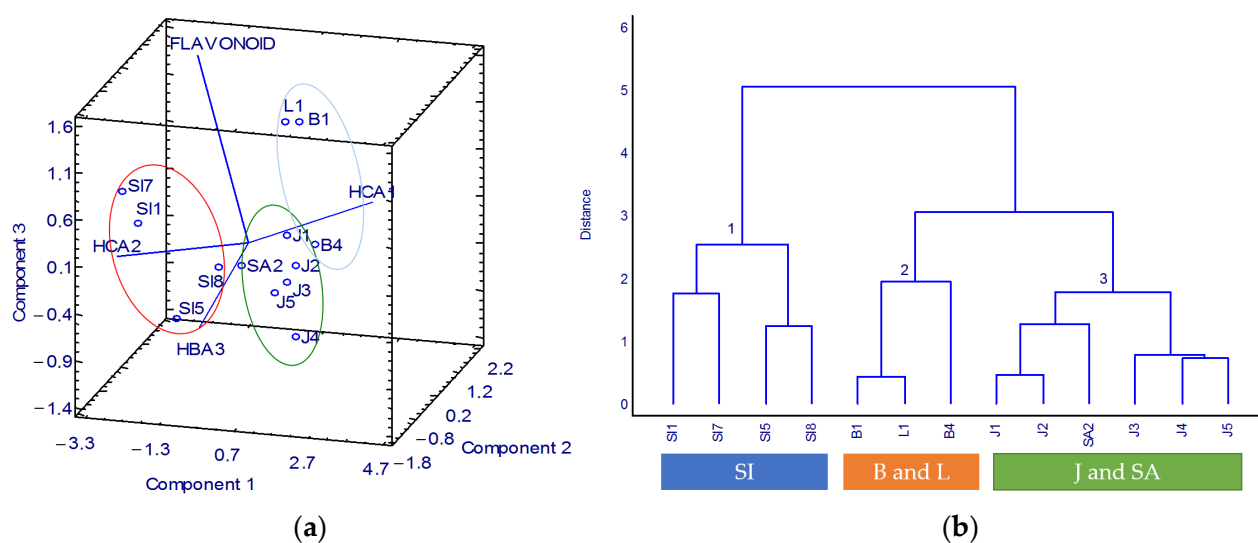 FLAVONOID
L1
B1
1.6
1.1
0.6
0.1
−0.4
−0.9
−1.4
Component 3
SI7
SI1
HCA1
HCA2
J1
B4
SA2
J2
SI8
J3
J5
SI5
HBA3
J4
−3.3
−1.3
0.7
2.7
4.7
Component 1
−1.8
−0.8
0.2
1.2
2.2
Component 2
(a)
6
5
4
3
2
1
0
Distance
1
2
3
SI1
SI7
SI5
SI8
B1
L1
B4
J1
J2
SA2
J3
J4
J5
SI
B and L
J and SA
(b)